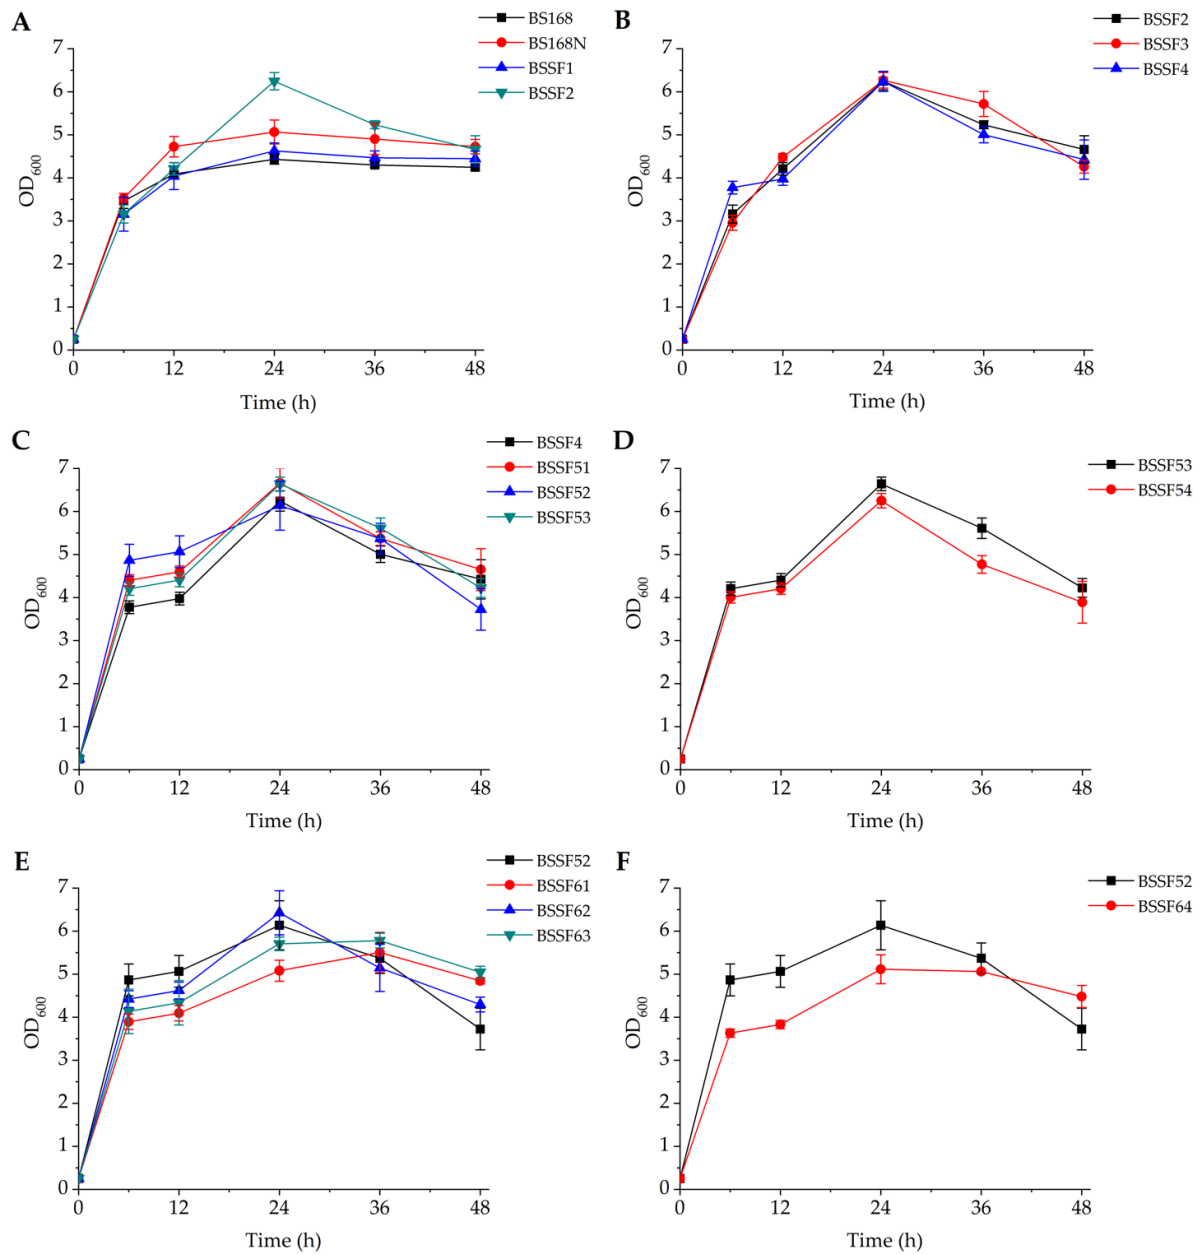 A
BS168
BS168N
BSSF1
BSSF2
7
6
5
4
3
2
1
0
OD600
0 12 24 36 48
Time (h)
B
BSSF2
BSSF3
BSSF4
7
6
5
4
3
2
1
0
OD600
0 12 24 36 48
Time (h)
C
BSSF4
BSSF51
BSSF52
BSSF53
7
6
5
4
3
2
1
0
OD600
0 12 24 36 48
Time (h)
D
BSSF53
BSSF54
7
6
5
4
3
2
1
0
OD600
0 12 24 36 48
Time (h)
E
BSSF52
BSSF61
BSSF62
BSSF63
7
6
5
4
3
2
1
0
OD600
0 12 24 36 48
Time (h)
F
BSSF52
BSSF64
7
6
5
4
3
2
1
0
OD600
0 12 24 36 48
Time (h)